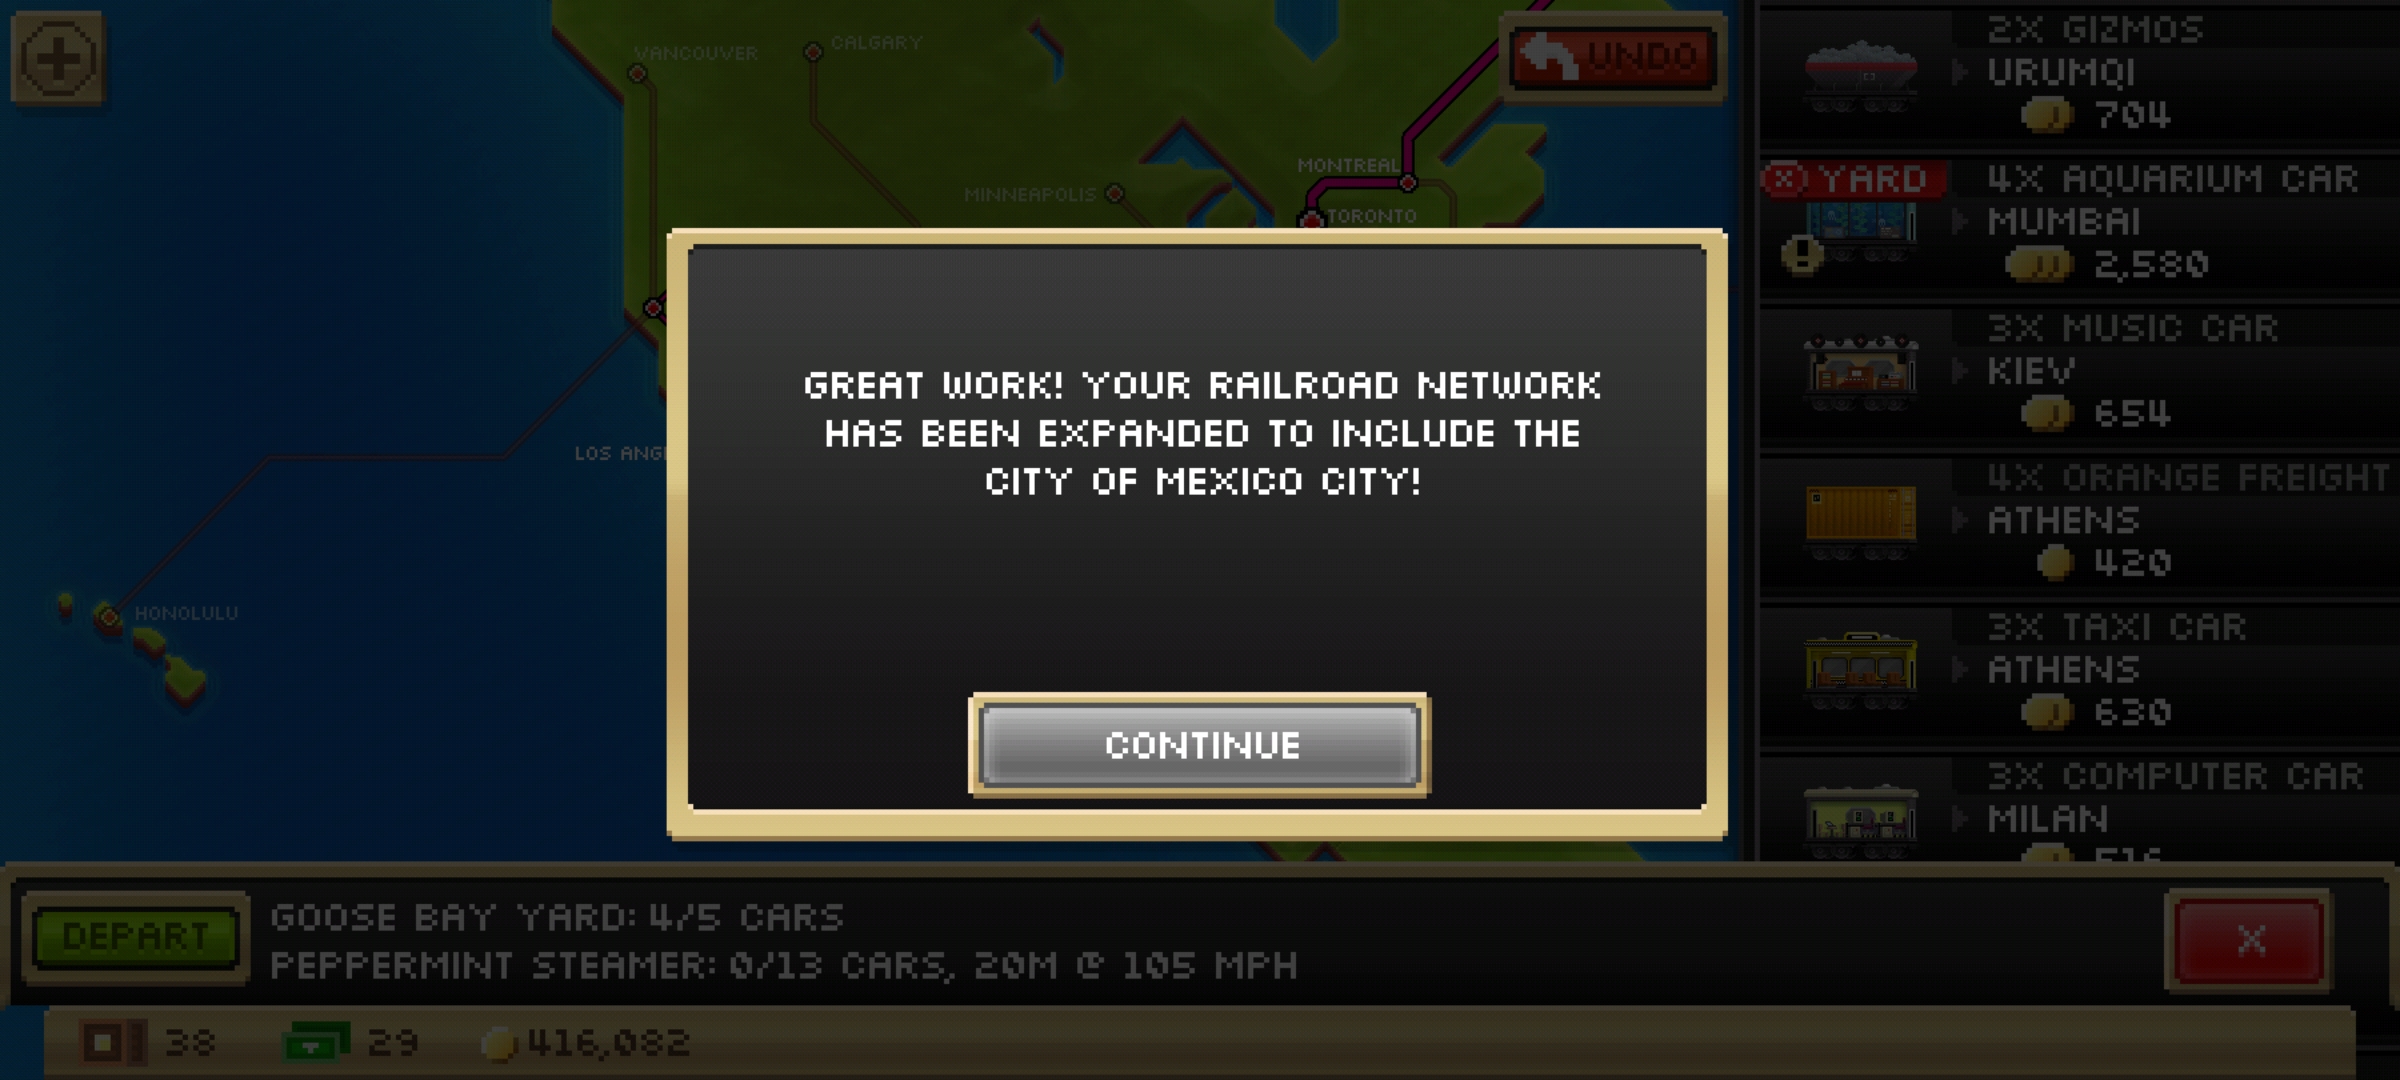 VANCOUVER
CALGARY
MINNEAPOLIS
MONTREAL
TORONTO
LOS ANGE
HONOLULU
UNDO
GREAT WORK! YOUR RAILROAD NETWORK
HAS BEEN EXPANDED TO INCLUDE THE
CITY OF MEXICO CITY!
CONTINUE
2X GIZMOS
URUMQI
704
YARD
4X AQUARIUM CAR
MUMBAI
2,580
3X MUSIC CAR
KIEV
654
4X ORANGE FREIGHT
ATHENS
420
3X TAXI CAR
ATHENS
630
3X COMPUTER CAR
MILAN
516
DEPART
GOOSE BAY YARD: 4/5 CARS
PEPPERMINT STEAMER: 0/13 CARS, 20M @ 105 MPH
X
38
29
416,082